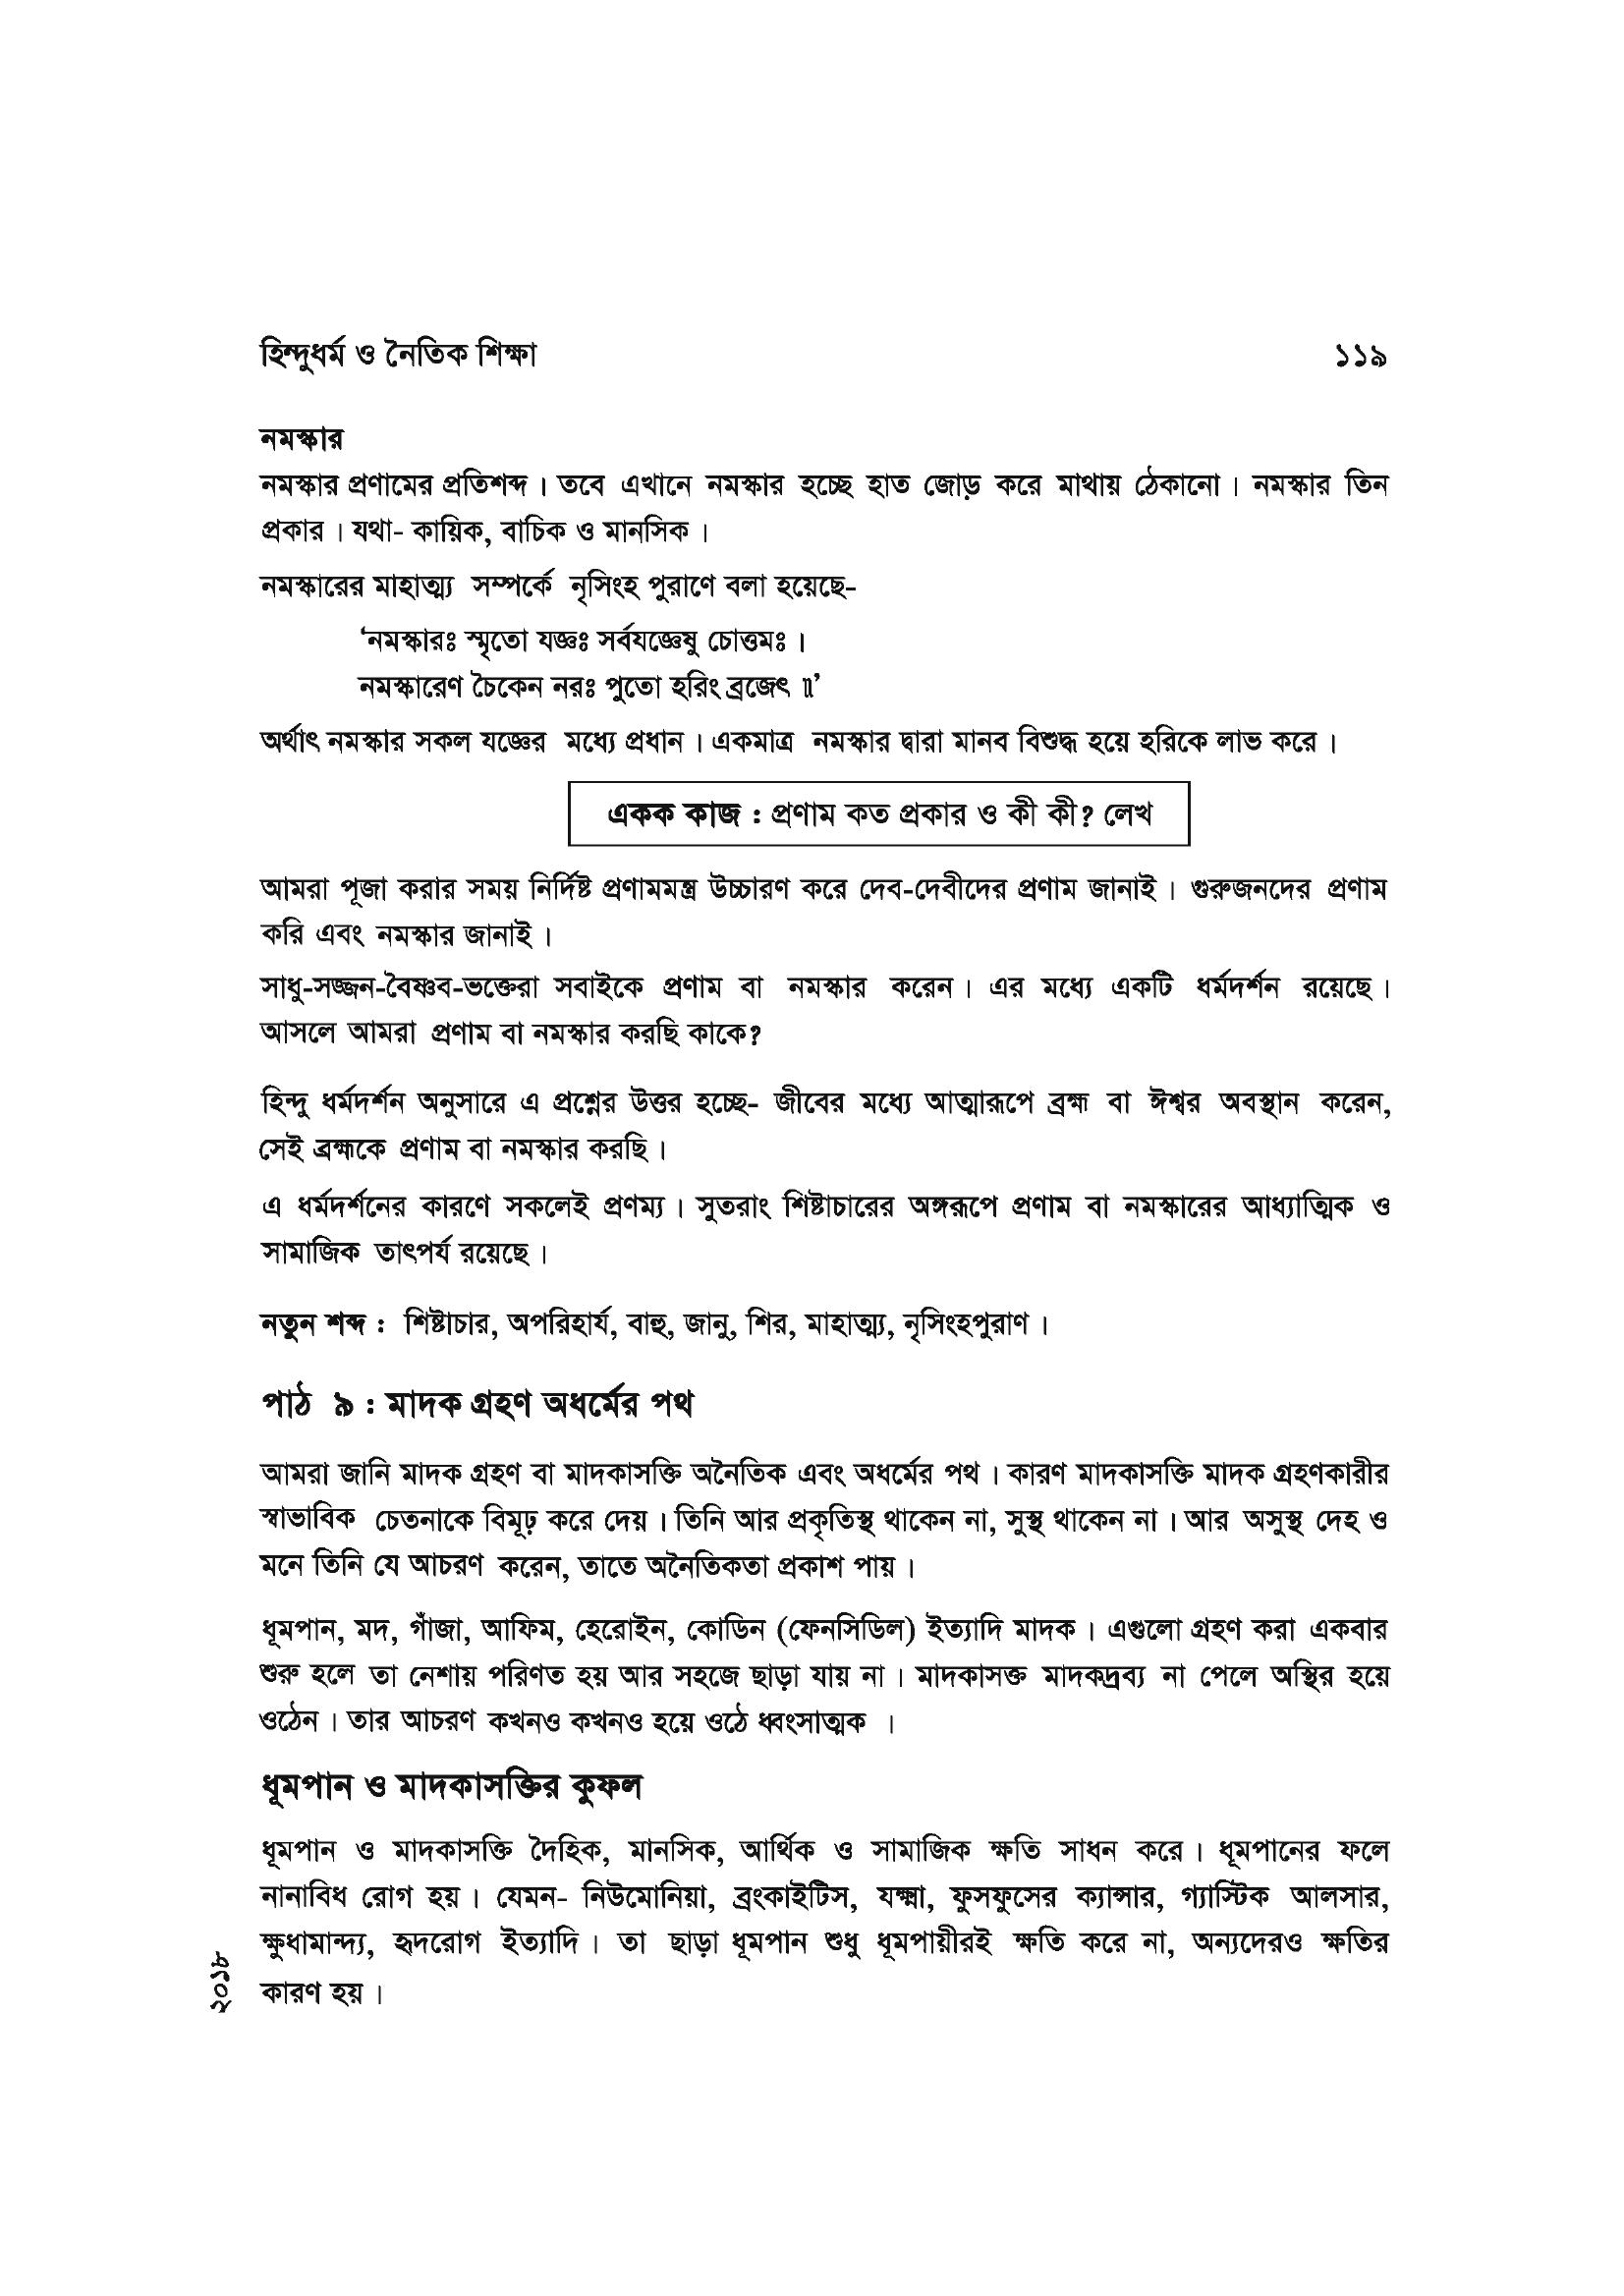 হিন্দুধর্ম ও নৈতিক শিক্ষা ১১৯
নমস্কার
নমস্কার প্রণামের প্রতিশব্দ। তবে এখানে নমস্কার হচ্ছে হাত জোড় করে মাথায় ঠেকানো। নমস্কার তিন
প্রকার। যথা- কায়িক, বাচিক ও মানসিক।
নমস্কারের মাহাত্ম্য সম্পর্কে নৃসিংহ পুরাণে বলা হয়েছে-
‘নমস্কারঃ স্মৃতো যজ্ঞঃ সর্বযজ্ঞেষু চোত্তমঃ।
নমস্কারেণ চৈকেন নরঃ পুতো হরিং ব্রজেৎ॥’
অর্থাৎ নমস্কার সকল যজ্ঞের মধ্যে প্রধান। একমাত্র নমস্কার দ্বারা মানব বিশুদ্ধ হয়ে হরিকে লাভ করে।
একক কাজ : প্রণাম কত প্রকার ও কী কী? লেখ
আমরা পূজা করার সময় নির্দিষ্ট প্রণামমন্ত্র উচ্চারণ করে দেব-দেবীদের প্রণাম জানাই। গুরুজনদের প্রণাম
করি এবং নমস্কার জানাই।
সাধু-সজ্জন-বৈষ্ণব-ভক্তেরা সবাইকে প্রণাম বা নমস্কার করেন। এর মধ্যে একটি ধর্মদর্শন রয়েছে।
আসলে আমরা প্রণাম বা নমস্কার করছি কাকে?
হিন্দু ধর্মদর্শন অনুসারে এ প্রশ্নের উত্তর হচ্ছে- জীবের মধ্যে আত্মারূপে ব্রহ্ম বা ঈশ্বর অবস্থান করেন,
সেই ব্রহ্মকে প্রণাম বা নমস্কার করছি।
এ ধর্মদর্শনের কারণে সকলেই প্রণম্য। সুতরাং শিষ্টাচারের অঙ্গরূপে প্রণাম বা নমস্কারের আধ্যাত্মিক ও
সামাজিক তাৎপর্য রয়েছে।
নতুন শব্দ : শিষ্টাচার, অপরিহার্য, বাহু, জানু, শির, মাহাত্ম্য, নৃসিংহপুরাণ।
পাঠ ৯ : মাদক গ্রহণ অধর্মের পথ
আমরা জানি মাদক গ্রহণ বা মাদকাসক্তি অনৈতিক এবং অধর্মের পথ। কারণ মাদকাসক্তি মাদক গ্রহণকারীর
স্বাভাবিক চেতনাকে বিমূঢ় করে দেয়। তিনি আর প্রকৃতিস্থ থাকেন না, সুস্থ থাকেন না। আর অসুস্থ দেহ ও
মনে তিনি যে আচরণ করেন, তাতে অনৈতিকতা প্রকাশ পায়।
ধূমপান, মদ, গাঁজা, আফিম, হেরোইন, কোডিন (ফেনসিডিল) ইত্যাদি মাদক। এগুলো গ্রহণ করা একবার
শুরু হলে তা নেশায় পরিণত হয় আর সহজে ছাড়া যায় না। মাদকাসক্ত মাদকদ্রব্য না পেলে অস্থির হয়ে
ওঠেন। তার আচরণ কখনও কখনও হয়ে ওঠে ধ্বংসাত্মক ।
ধূমপান ও মাদকাসক্তির কুফল
ধূমপান ও মাদকাসক্তি দৈহিক, মানসিক, আর্থিক ও সামাজিক ক্ষতি সাধন করে। ধূমপানের ফলে
নানাবিধ রোগ হয়। যেমন- নিউমোনিয়া, ব্রংকাইটিস, যক্ষ্মা, ফুসফুসের ক্যান্সার, গ্যাস্টিক আলসার,
ক্ষুধামান্দ্য, হৃদরোগ ইত্যাদি। তা ছাড়া ধূমপান শুধু ধূমপায়ীরই ক্ষতি করে না, অন্যদেরও ক্ষতির
কারণ হয়।
২০১৮